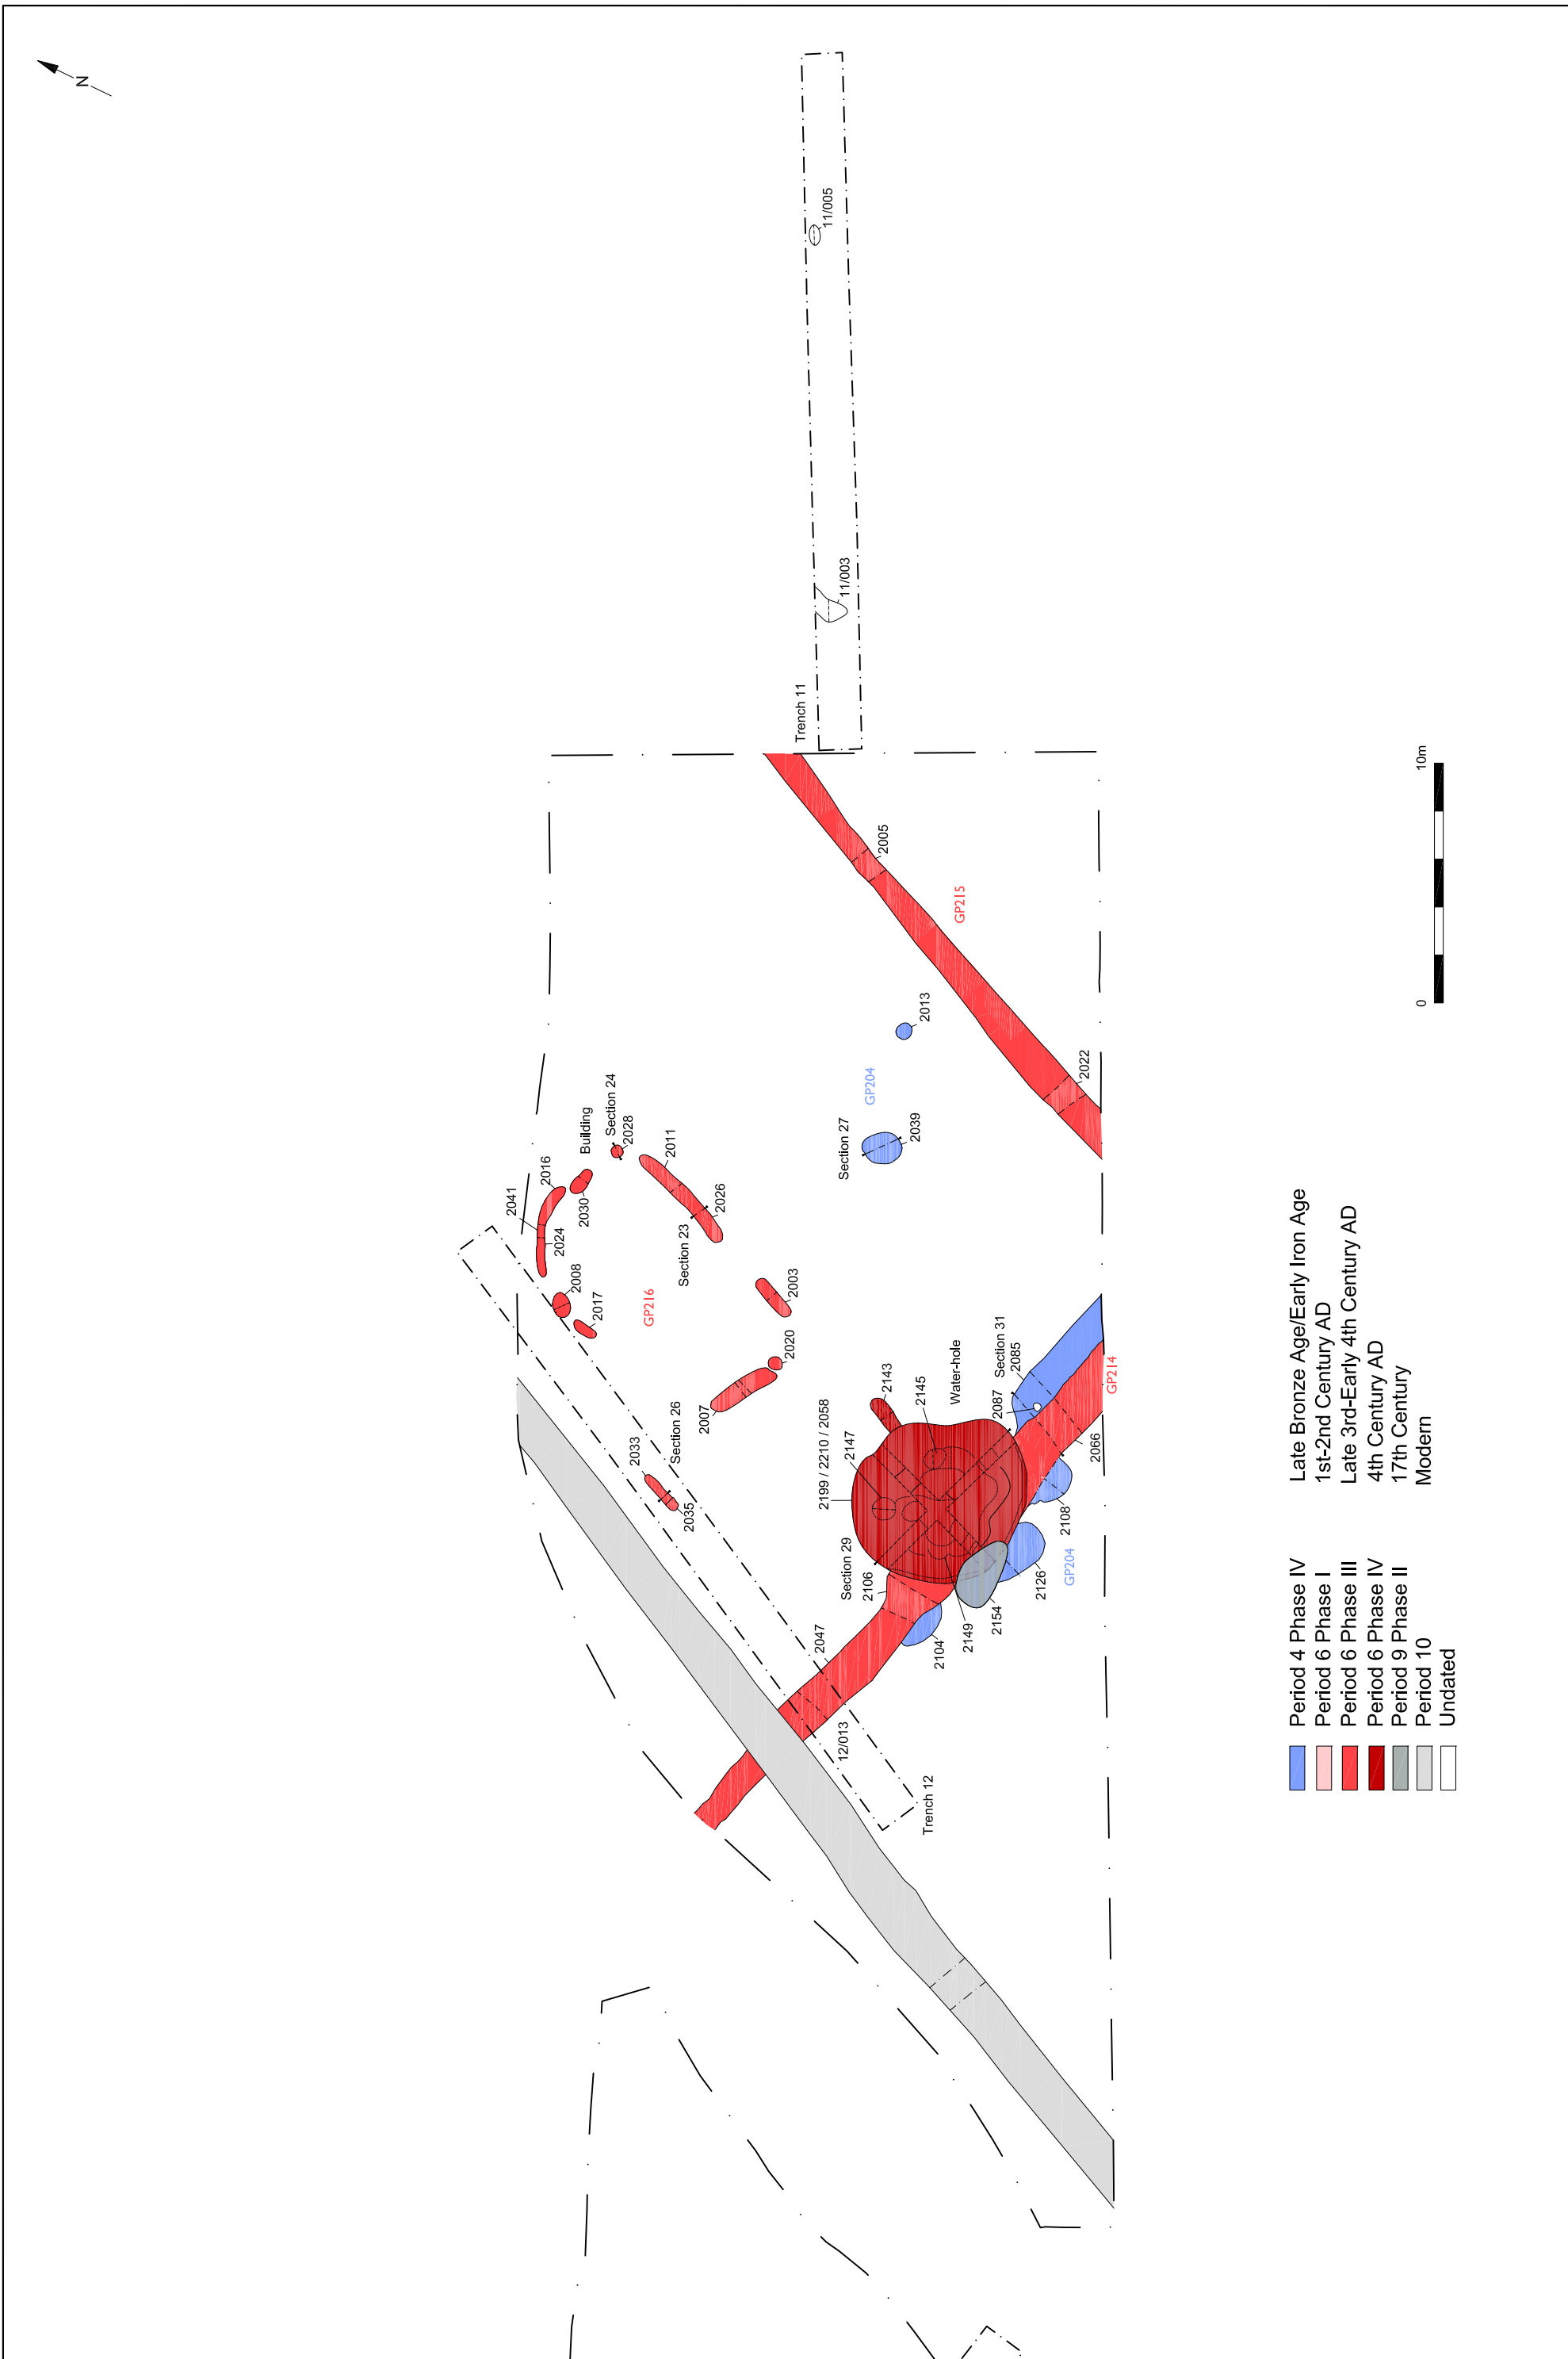 N
11/005
11/003
Trench 11
2005
GP215
2013
GP204
2022
Section 27
2039
Building
Section 24
2028
2011
2016
2041
2030
2024
2026
Section 23
2008
2017
GP216
2003
2020
2007
Section 26
2033
2035
2143
2145
Water-hole
Section 31
2085
2087
GP214
2066
2199 / 2210 / 2058
2147
2108
GP204
2126
Section 29
2106
2154
2149
2104
2047
12/013
Trench 12
0
10m
Period 4 Phase IV Late Bronze Age/Early Iron Age
Period 6 Phase I 1st-2nd Century AD
Period 6 Phase III Late 3rd-Early 4th Century AD
Period 6 Phase IV 4th Century AD
Period 9 Phase II 17th Century
Period 10 Modern
Undated